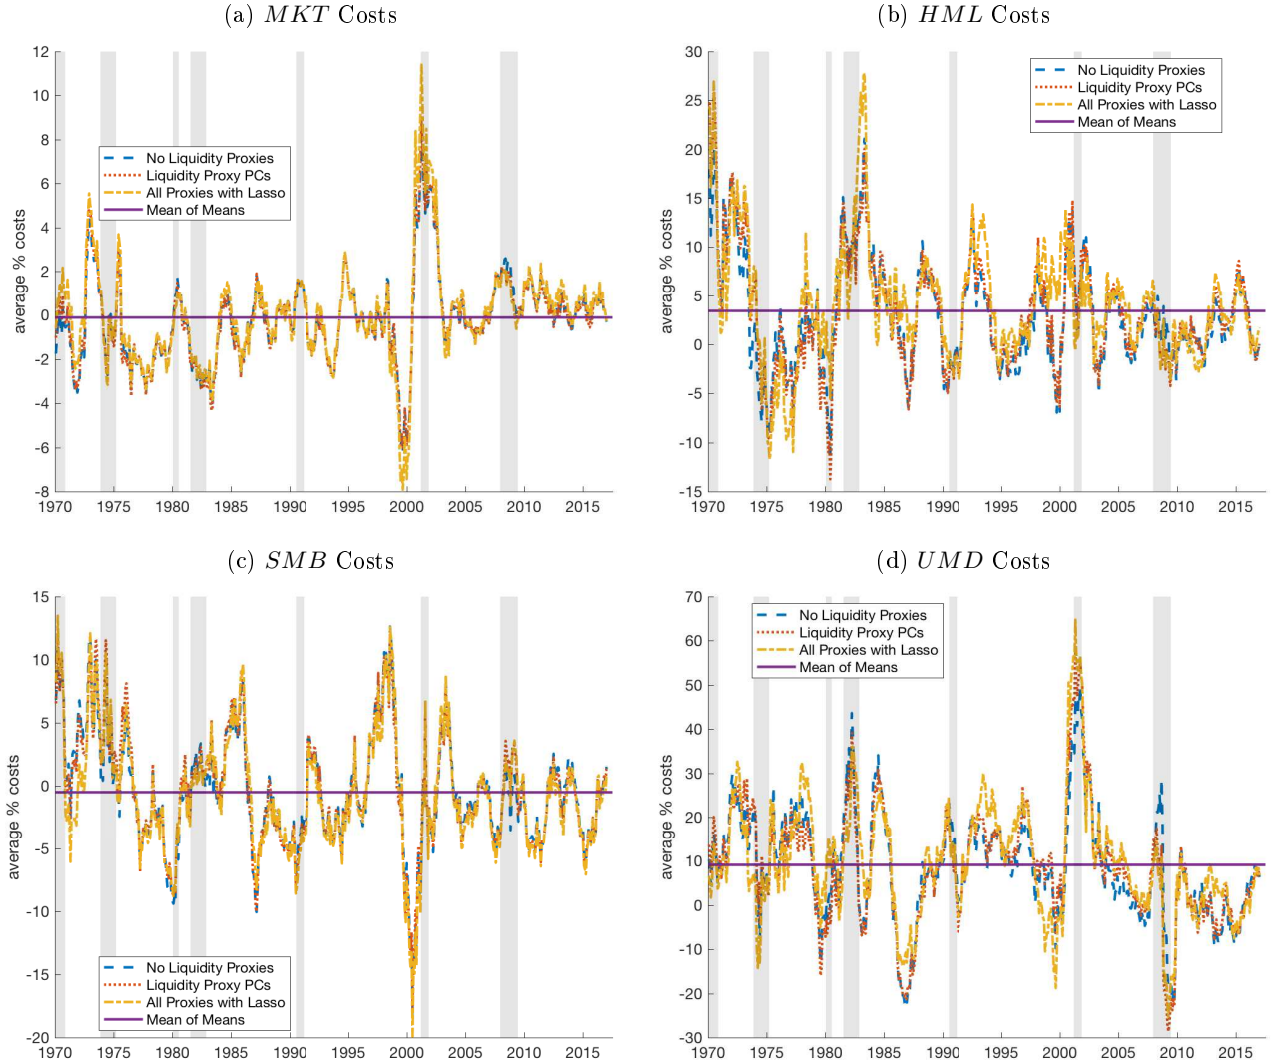 (a) MKT Costs
12
10
8
6
4
2
0
-2
-4
-6
-8
average % costs
No Liquidity Proxies
Liquidity Proxy PCs
All Proxies with Lasso
Mean of Means
1970 1975 1980 1985 1990 1995 2000 2005 2010 2015
(b) HML Costs
30
25
20
15
10
5
0
-5
-10
-15
average % costs
No Liquidity Proxies
Liquidity Proxy PCs
All Proxies with Lasso
Mean of Means
1970 1975 1980 1985 1990 1995 2000 2005 2010 2015
(c) SMB Costs
15
10
5
0
-5
-10
-15
-20
average % costs
No Liquidity Proxies
Liquidity Proxy PCs
All Proxies with Lasso
Mean of Means
1970 1975 1980 1985 1990 1995 2000 2005 2010 2015
(d) UMD Costs
70
60
50
40
30
20
10
0
-10
-20
-30
average % costs
No Liquidity Proxies
Liquidity Proxy PCs
All Proxies with Lasso
Mean of Means
1970 1975 1980 1985 1990 1995 2000 2005 2010 2015